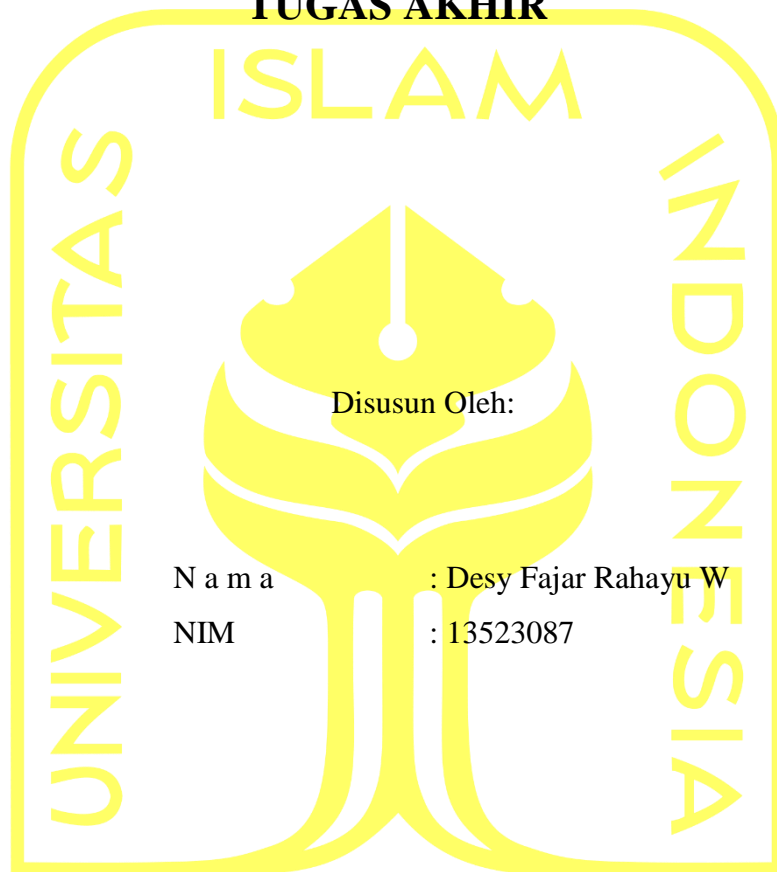 TUGAS AKHIR
ISLAM
UNIVERSITAS
INDONESIA
Disusun Oleh:
N a m a : Desy Fajar Rahayu W
NIM : 13523087